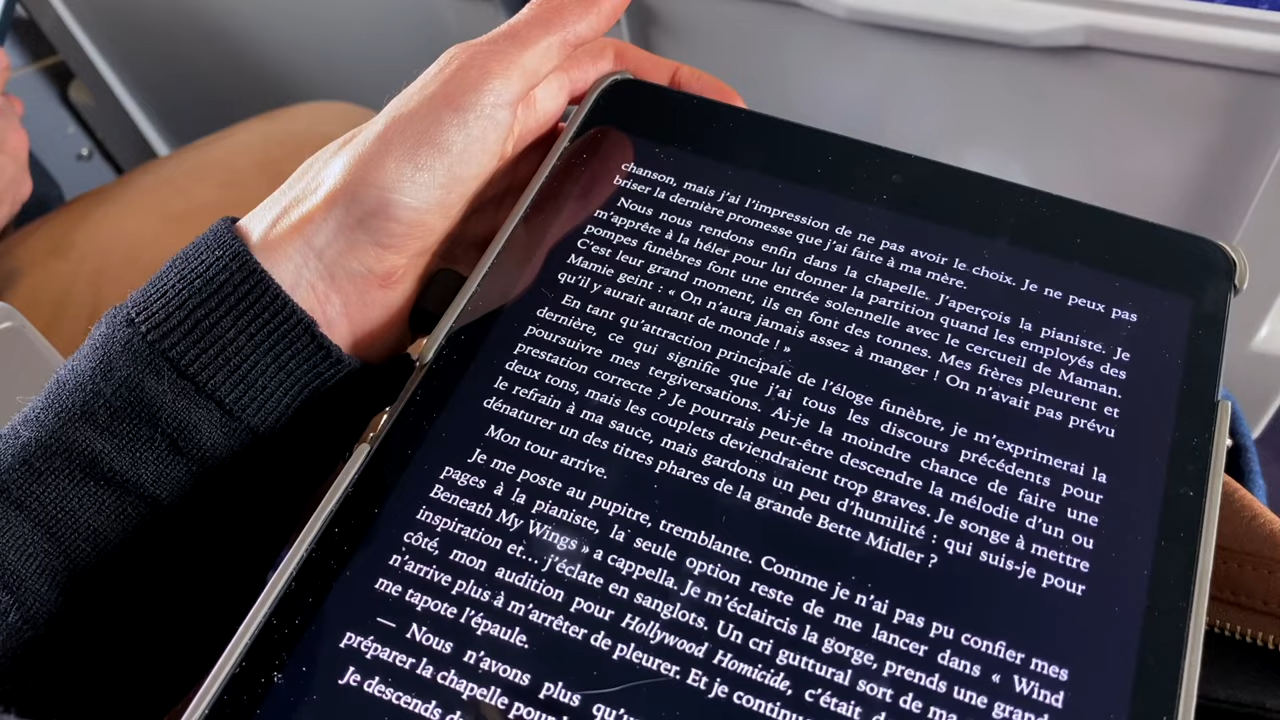 chanson, mais j'ai l'impression de ne pas avoir le choix. Je ne peux pas
briser la dernière promesse que j'ai faite à ma mère.
Nous nous rendons enfin dans la chapelle. J'aperçois la pianiste. Je
m'apprête à la héler pour lui donner la partition quand les employés des
pompes funèbres font une entrée solennelle avec le cercueil de Maman.
C'est leur grand moment, ils en font des tonnes. Mes frères pleurent et
Mamie geint : « On n'aura jamais assez à manger ! On n'avait pas prévu
qu'il y aurait autant de monde ! »
En tant qu'attraction principale de l'éloge funèbre, je m'exprimerai la
dernière, ce qui signifie que j'ai tous les discours précédents pour
poursuivre mes tergiversations. Ai-je la moindre chance de faire une
prestation correcte ? Je pourrais peut-être descendre la mélodie d'un ou
deux tons, mais les couplets deviendraient trop graves. Je songe à mettre
le refrain à ma sauce, mais gardons un peu d'humilité : qui suis-je pour
dénaturer un des titres phares de la grande Bette Midler ?
Mon tour arrive.
Je me poste au pupitre, tremblante. Comme je n'ai pas pu confier mes
pages à la pianiste, la seule option reste de me lancer dans « Wind
Beneath My Wings » a cappella. Je m'éclaircis la gorge, prends une grande
inspiration et… j'éclate en sanglots. Un cri guttural sort de ma
côté, mon audition pour Hollywood Homicide, c'était
n'arrive plus à m'arrêter de pleurer. Et je continue
me tapote l'épaule.
— Nous n'avons plus
préparer la chapelle pour
Je descends